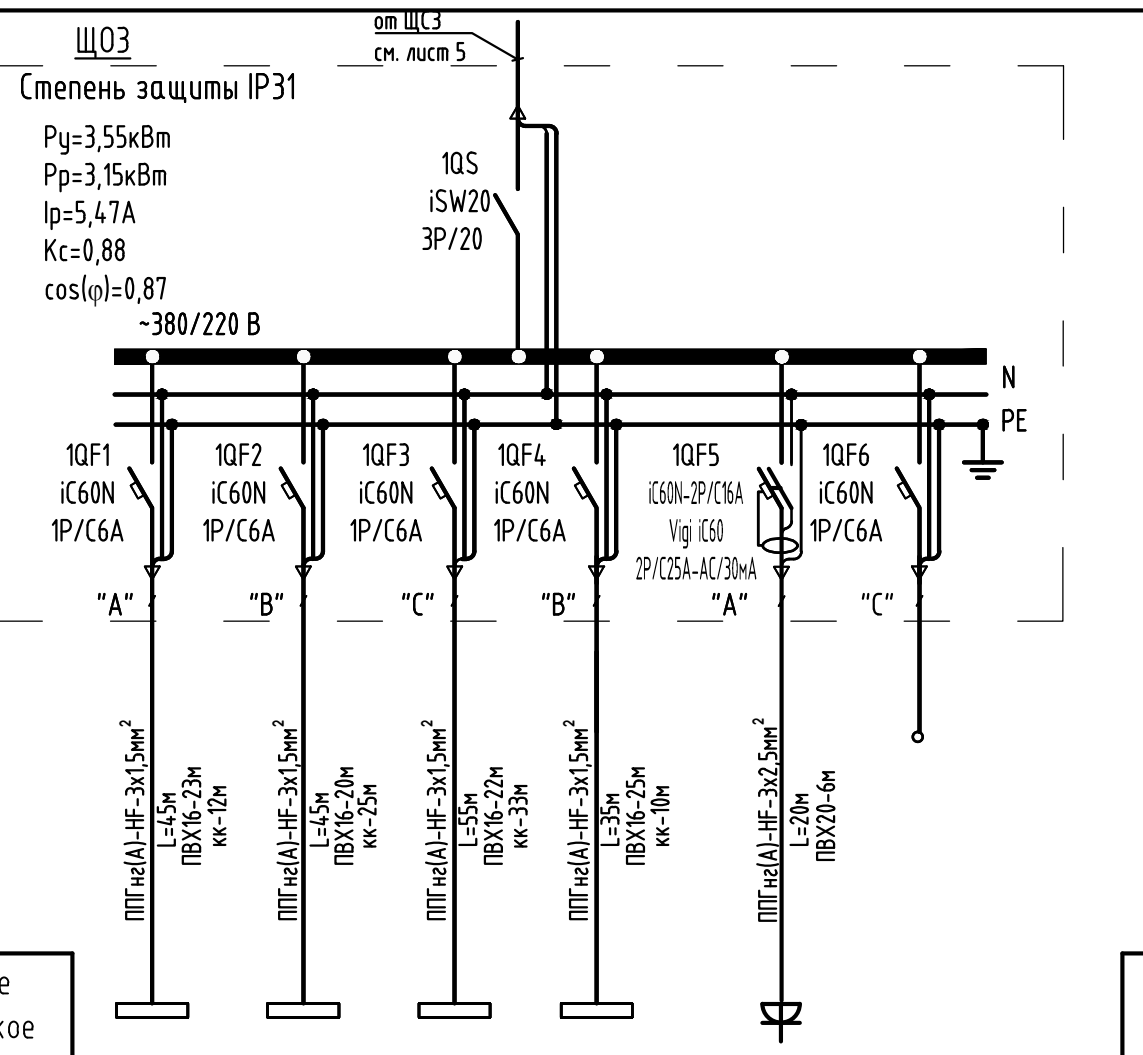 от ЩС3
см. лист 5
ЩО3
Степень защиты IP31
Ру=3,55кВт
Рр=3,15кВт
Iр=5,47А
Кс=0,88
cos(φ)=0,87
~380/220 В
1QS
iSW20
3P/20
N
PE
1QF1
iC60N
1P/C6A
"A"
1QF2
iC60N
1P/C6A
"B"
1QF3
iC60N
1P/C6A
"C"
1QF4
iC60N
1P/C6A
"B"
1QF5
iC60N-2P/C16A
Vigi iC60
2P/C25A-AC/30мА
"A"
1QF6
iC60N
1P/C6A
"C"
ППГнг(А)-HF-3х1,5мм²
L=45м
ПВХ16-23м
кк-12м
ППГнг(А)-HF-3х1,5мм²
L=45м
ПВХ16-20м
кк-25м
ППГнг(А)-HF-3х1,5мм²
L=55м
ПВХ16-22м
кк-33м
ППГнг(А)-HF-3х1,5мм²
L=35м
ПВХ16-25м
кк-10м
ППГнг(А)-HF-3х2,5мм²
L=20м
ПВХ20-6м
е
кое